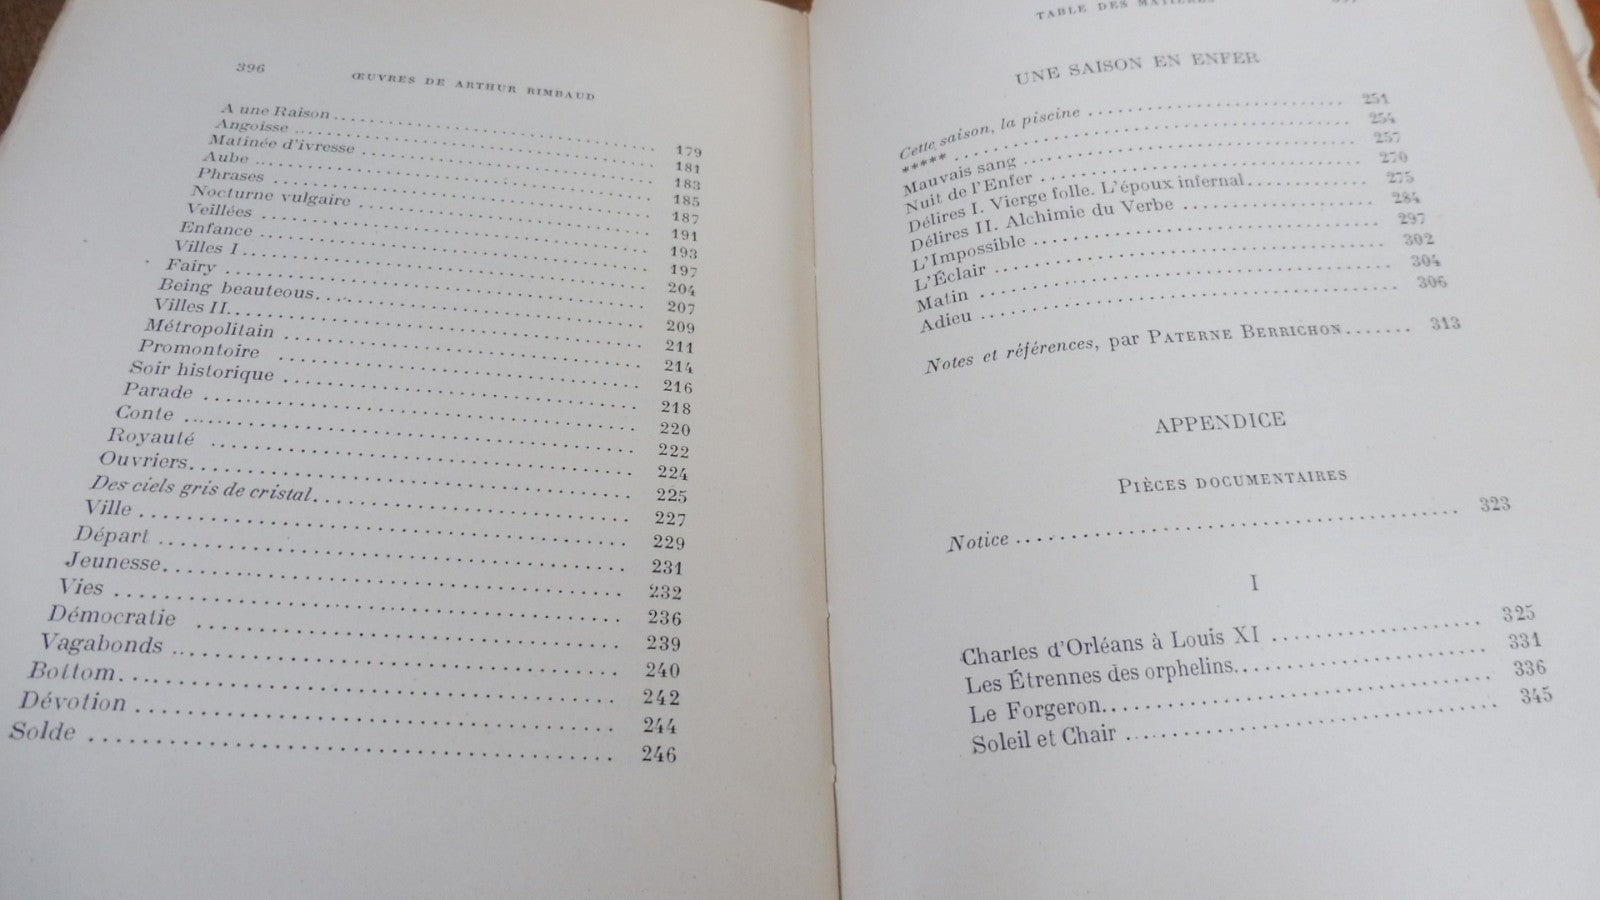 396 ŒUVRES DE ARTHUR RIMBAUD
A une Raison 179
Angoisse 181
Matinée d'ivresse 183
Aube 185
Phrases 187
Nocturne vulgaire 191
Veillées 193
Enfance 197
Villes I 204
Fairy 207
Being beauteous 209
Villes II 211
Métropolitain 214
Promontoire 216
Soir historique 218
Parade 220
Conte 222
Royauté 224
Ouvriers 225
Des ciels gris de cristal 227
Ville 229
Départ 231
Jeunesse 232
Vies 236
Démocratie 239
Vagabonds 240
Bottom 242
Dévotion 244
Solde 246
TABLE DES MATIÈRES
UNE SAISON EN ENFER
Cette saison, la piscine 251
***** 254
Mauvais sang 257
Nuit de l'Enfer 270
Délires I. Vierge folle. L'époux infernal 275
Délires II. Alchimie du Verbe 284
L'Impossible 297
L'Éclair 302
Matin 304
Adieu 306
Notes et références, par PATERNE BERRICHON 313
APPENDICE
PIÈCES DOCUMENTAIRES
Notice 323
I
Charles d'Orléans à Louis XI 325
Les Étrennes des orphelins 331
Le Forgeron 336
Soleil et Chair 345